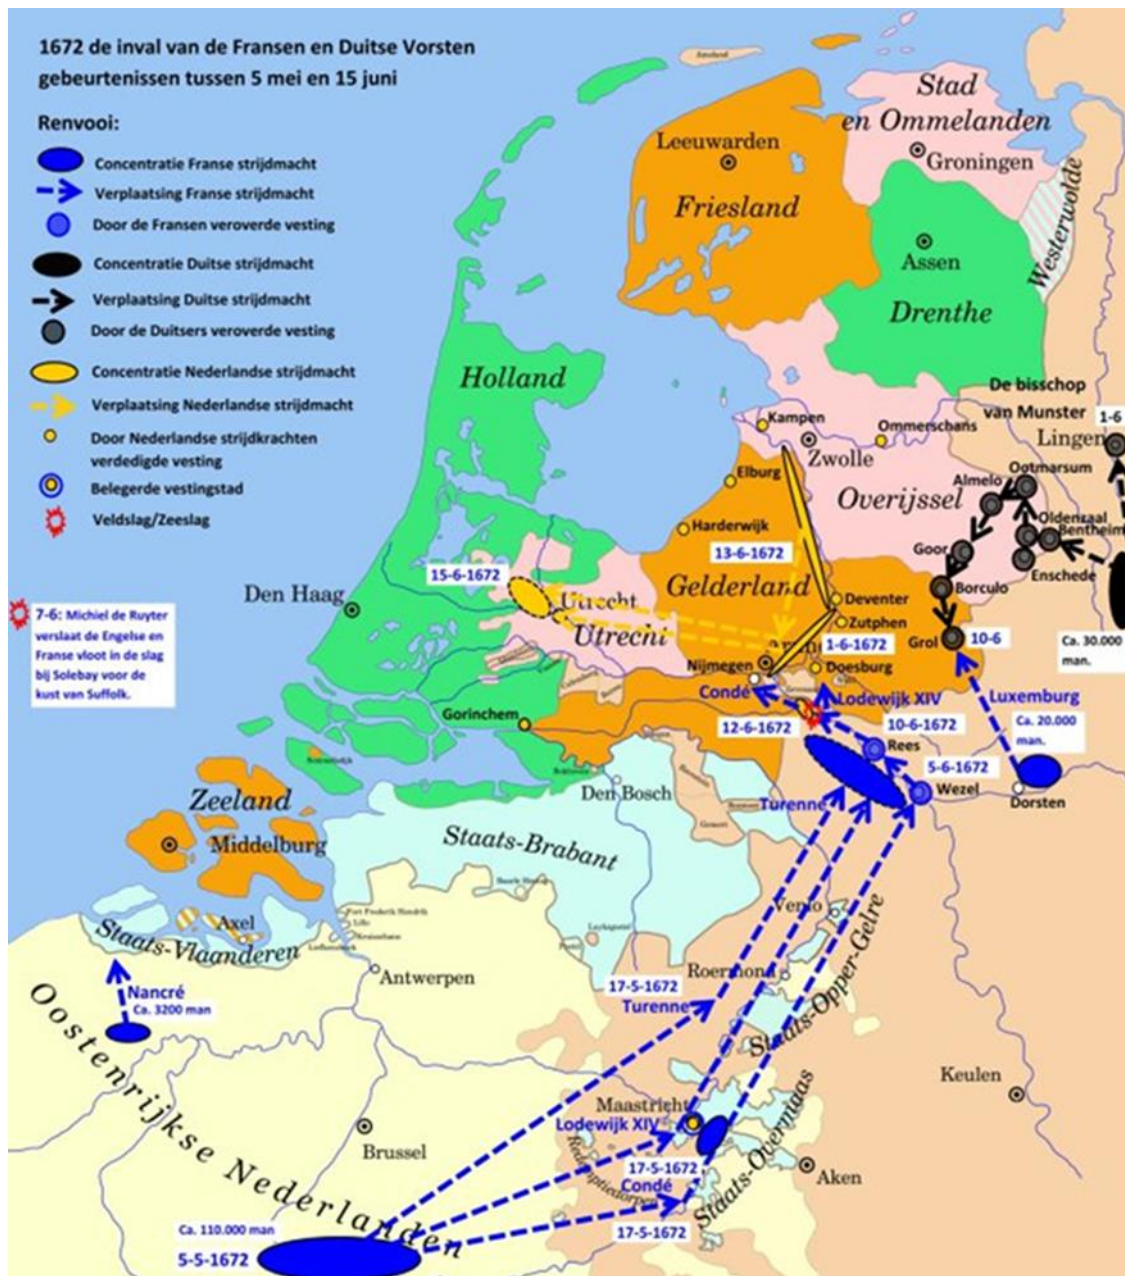 1672 de inval van de Fransen en Duitse Vorsten
gebeurtenissen tussen 5 mei en 15 juni
Renvooi:
Concentratie Franse strijdmacht
Verplaatsing Franse strijdmacht
Door de Fransen veroverde vesting
Concentratie Duitse strijdmacht
Verplaatsing Duitse strijdmacht
Door de Duitsers veroverde vesting
Concentratie Nederlandse strijdmacht
Verplaatsing Nederlandse strijdmacht
Door Nederlandse strijdkrachten
verdedigde vesting
Belegerde vestingstad
Veldslag/Zeeslag
7-6: Michiel de Ruyter
verslaat de Engelse en
Franse vloot in de slag
bij Solebay voor de
kust van Suffolk.
Ameland
Stad
en Ommelanden
Groningen
Leeuwarden
Friesland
Westerwolde
Assen
Drenthe
Holland
De bisschop
van Munster
1-6
Lingen
Kampen
Ommerschans
Zwolle
Elburg
Overijssel
Almelo
Ootmarsum
Oldenzaal
Bentheim
Harderwijk
Goor
Enschede
13-6-1672
15-6-1672
Gelderland
Borculo
Den Haag
Utrecht
Utrecht
Deventer
Zutphen
Grol
10-6
Ca. 30.000
man.
1-6-1672
Nijmegen
Doesburg
Condé
Lodewijk XIV
Luxemburg
Ca. 20.000
man.
Gorinchem
12-6-1672
10-6-1672
Rees
5-6-1672
Wezel
Dorsten
Den Bosch
Turenne
Zeeland
Middelburg
Staats-Brabant
Axel
Staats-Vlaanderen
Fort Frederik Hendrik
Lillo
Antwerpen
Venlo
Roermond
Staats-Opper-Gelre
17-5-1672
Turenne
Nancré
Ca. 3200 man
Oostenrijkse Nederlanden
Keulen
Maastricht
Lodewijk XIV
Redemptiedorpen
Staats-Overmaas
Brussel
17-5-1672
Condé
Aken
17-5-1672
Ca. 110.000 man
5-5-1672